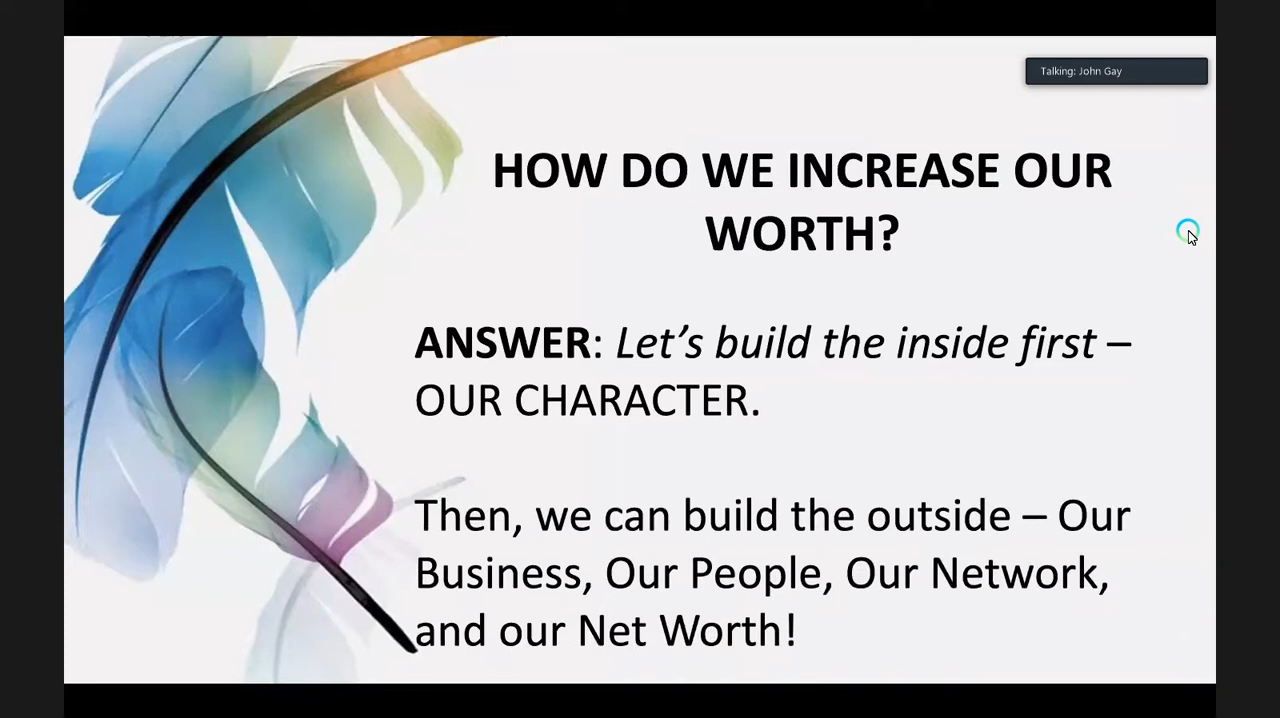 Talking: John Gay
HOW DO WE INCREASE OUR
WORTH?
ANSWER: Let’s build the inside first –
OUR CHARACTER.
Then, we can build the outside – Our
Business, Our People, Our Network,
and our Net Worth!